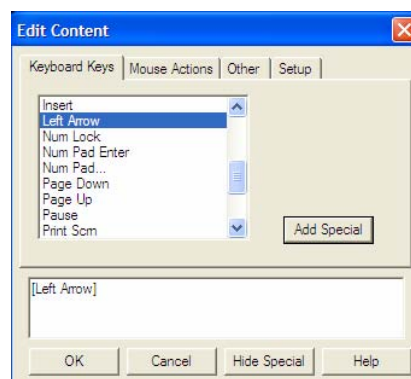 Edit Content
Keyboard Keys Mouse Actions Other Setup
Insert
Left Arrow
Num Lock
Num Pad Enter
Num Pad...
Page Down
Page Up
Pause
Print Scrn
Add Special
[Left Arrow]
OK Cancel Hide Special Help